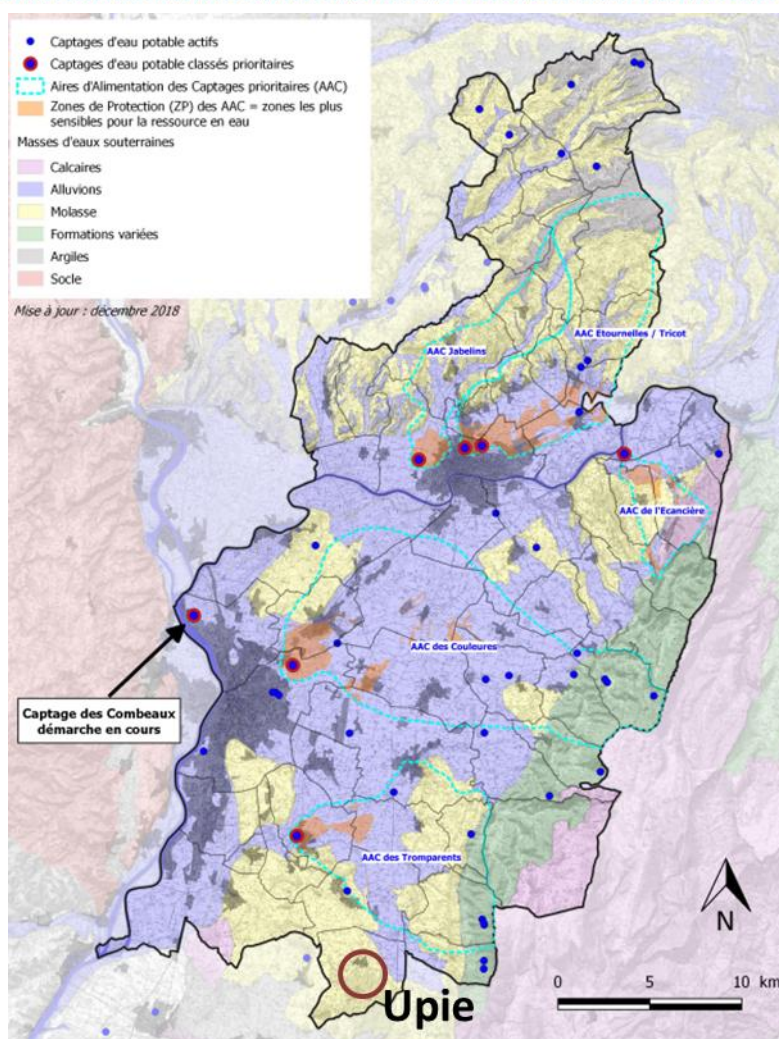 Captages d'eau potable actifs
Captages d'eau potable classés prioritaires
Aires d'Alimentation des Captages prioritaires (AAC)
Zones de Protection (ZP) des AAC = zones les plus
sensibles pour la ressource en eau
Masses d'eaux souterraines
Calcaires
Alluvions
Molasse
Formations variées
Argiles
Socle
Mise à jour : décembre 2018
AAC Etournelles / Tricot
AAC Jabelins
AAC de l'Ecancière
AAC des Couleures
Captage des Combeaux
démarche en cours
AAC des Tromparents
N
0 5 10 km
Upie